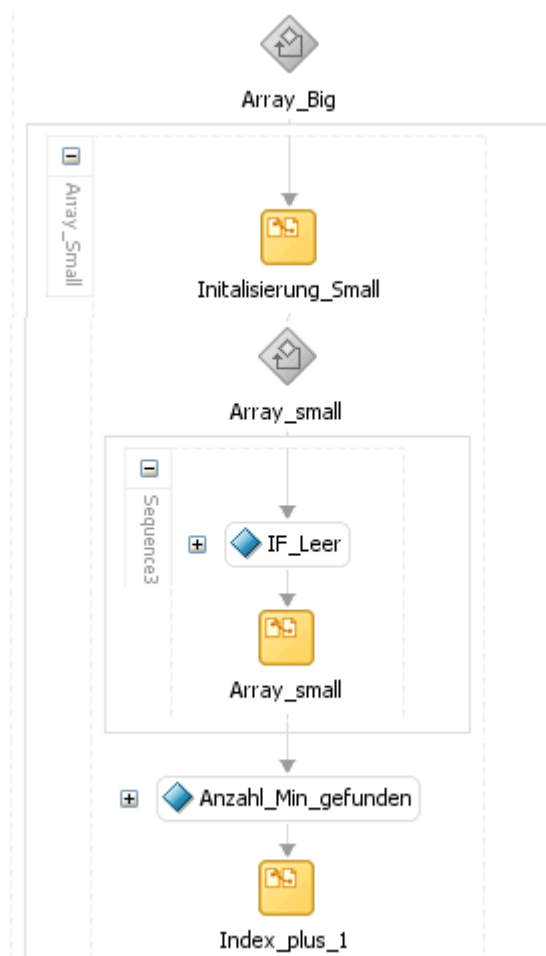 Array_Big
Array_Small
Initalisierung_Small
Array_small
Sequence3
IF_Leer
Array_small
Anzahl_Min_gefunden
Index_plus_1